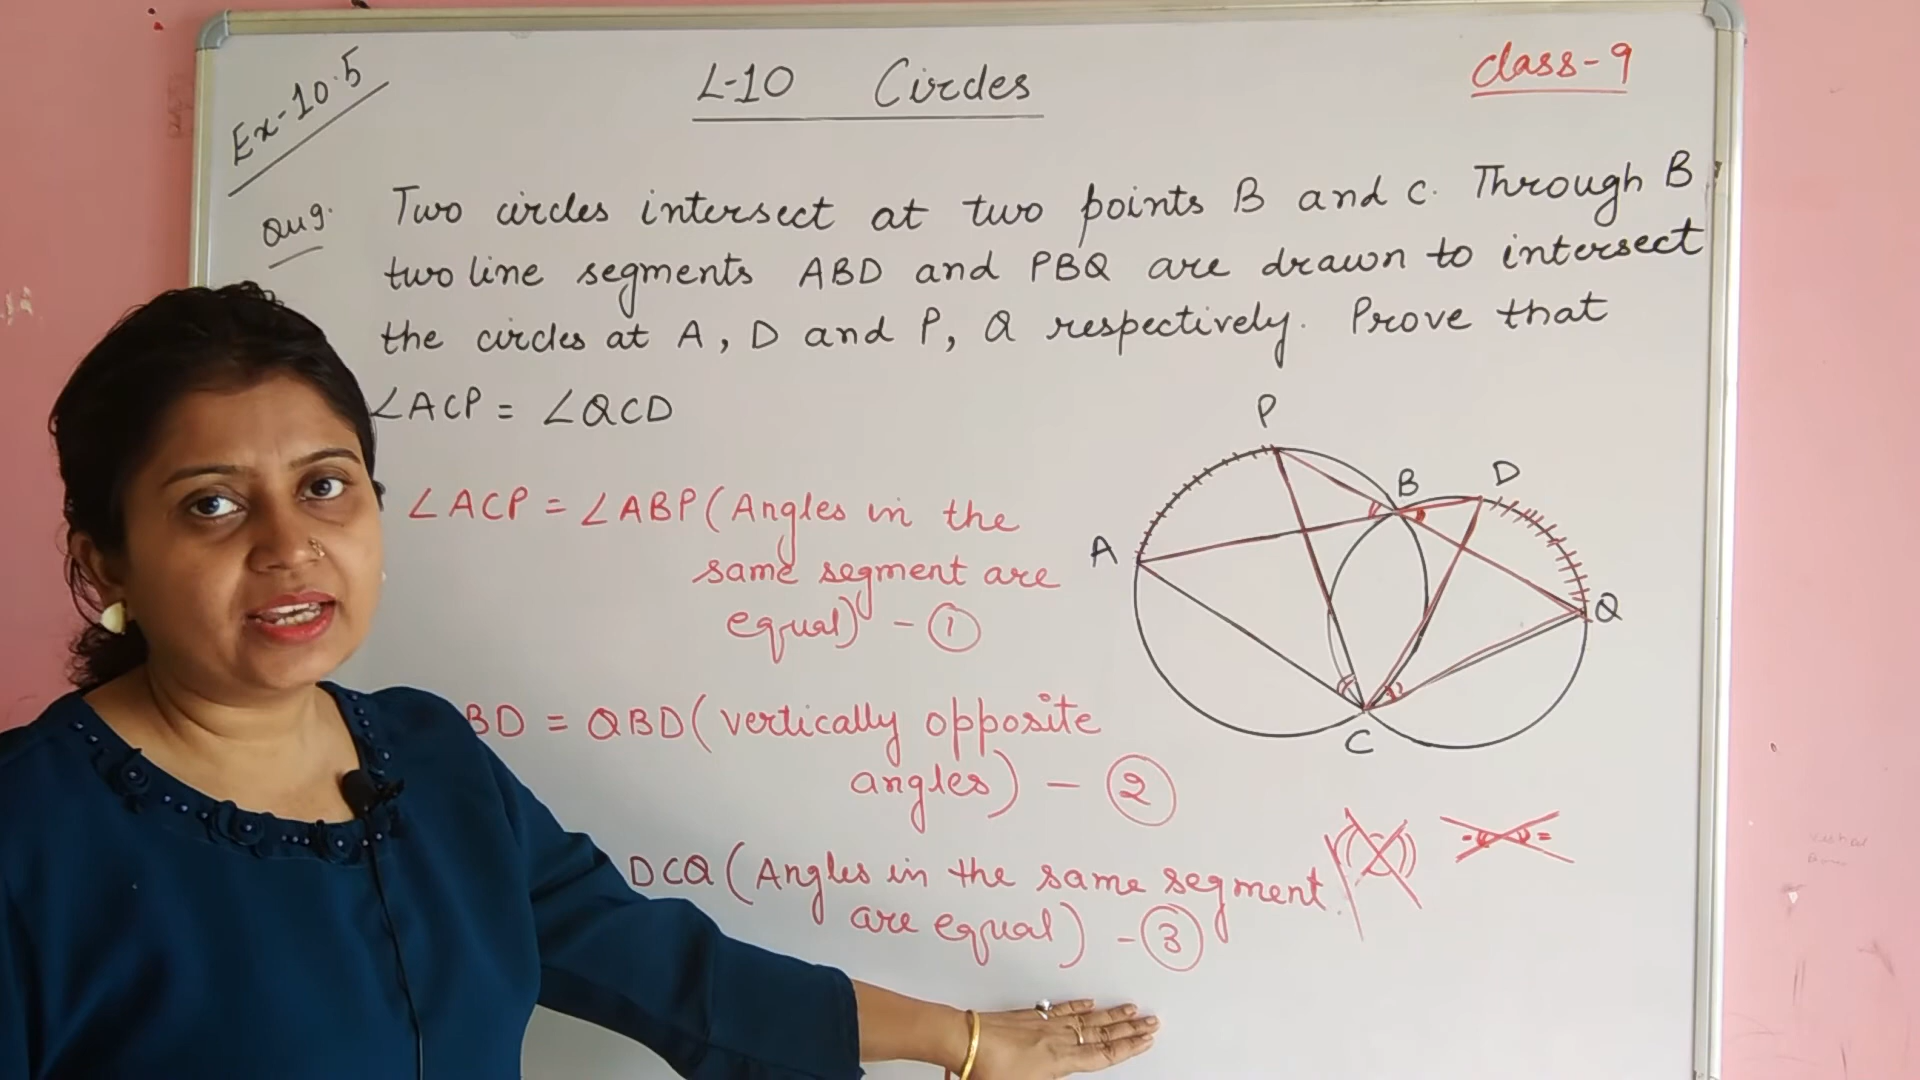 Ex-10.5
L-10 Circles
class-9
Qu9. Two circles intersect at two points B and C. Through B
two line segments ABD and PBQ are drawn to intersect
the circles at A, D and P, Q respectively. Prove that
∠ACP = ∠QCD
∠ACP = ∠ABP (Angles in the
same segment are
equal) - ①
BD = QBD (vertically opposite
angles) - ②
DCQ (Angles in the same segment
are equal) - ③
P
B
D
A
Q
C